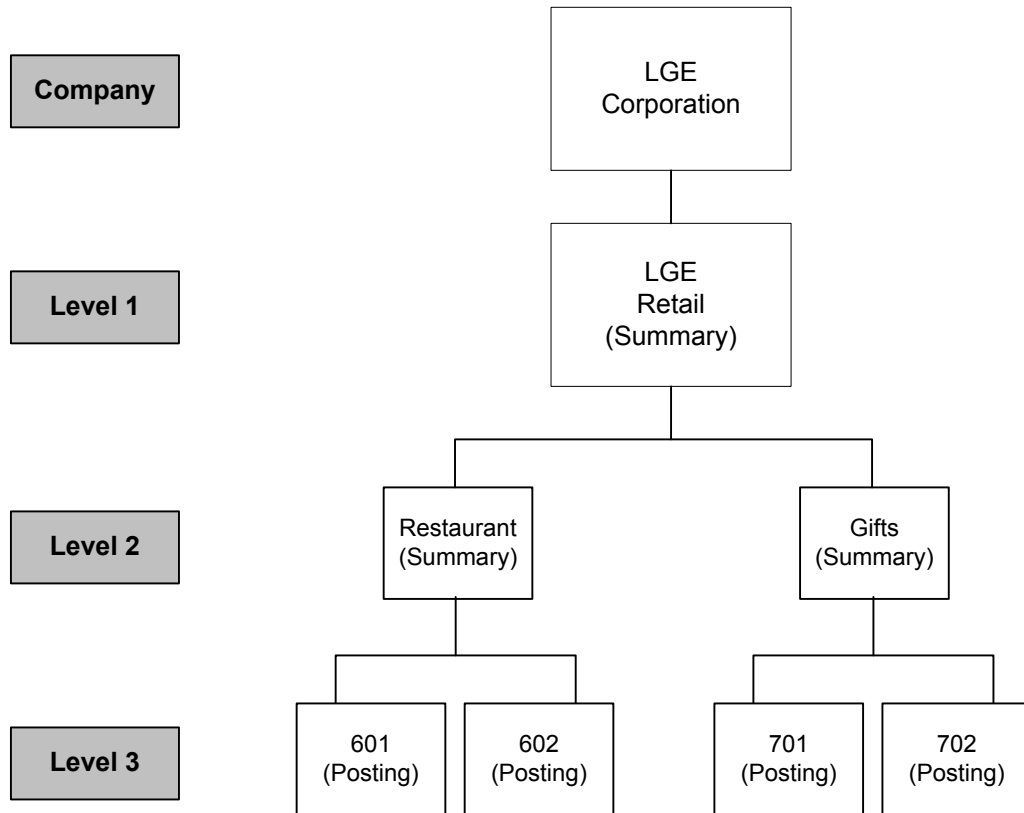 Company
LGE
Corporation
Level 1
LGE
Retail
(Summary)
Level 2
Restaurant
(Summary)
Gifts
(Summary)
Level 3
601
(Posting)
602
(Posting)
701
(Posting)
702
(Posting)